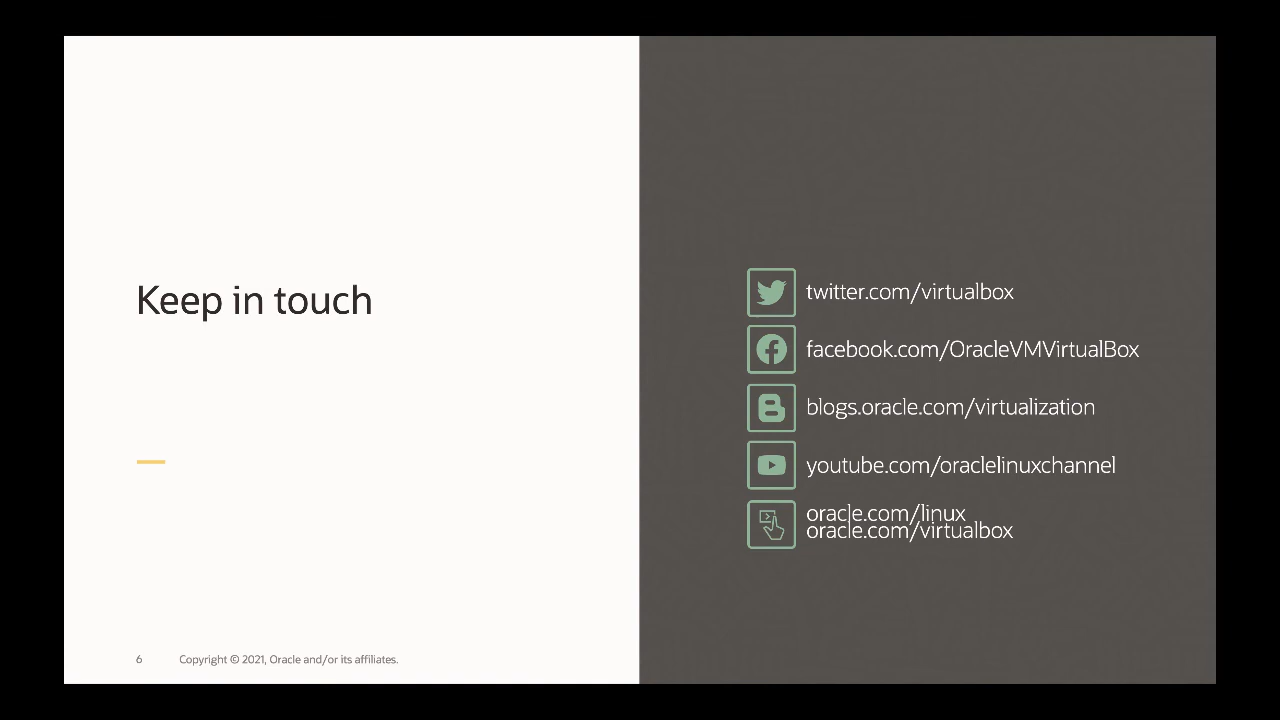 Keep in touch
twitter.com/virtualbox
facebook.com/OracleVMVirtualBox
blogs.oracle.com/virtualization
youtube.com/oraclelinuxchannel
oracle.com/linux
oracle.com/virtualbox
6 Copyright © 2021, Oracle and/or its affiliates.